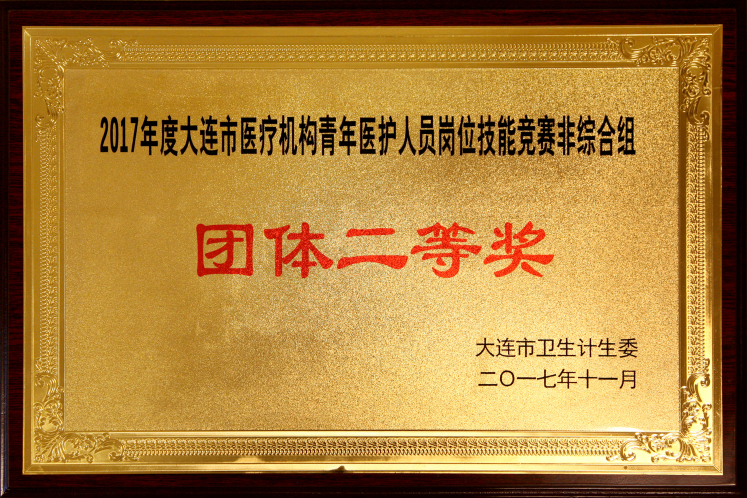 2017年度大连市医疗机构青年医护人员岗位技能竞赛非综合组
团体二等奖
大连市卫生计生委
二〇一七年十一月